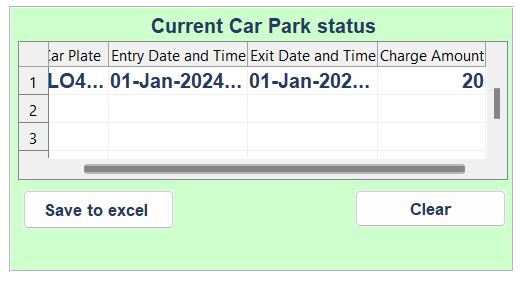 Current Car Park status
Car Plate Entry Date and Time Exit Date and Time Charge Amount
1 LO4... 01-Jan-2024... 01-Jan-202... 20
2
3
Save to excel Clear